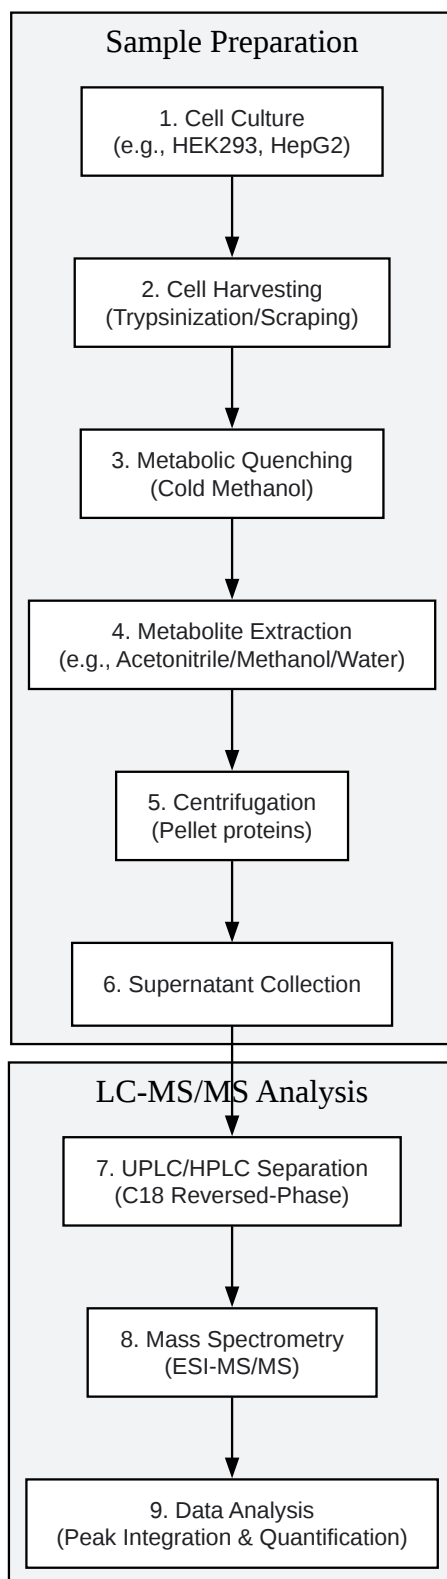 Sample Preparation
1. Cell Culture
(e.g., HEK293, HepG2)
2. Cell Harvesting
(Trypsinization/Scraping)
3. Metabolic Quenching
(Cold Methanol)
4. Metabolite Extraction
(e.g., Acetonitrile/Methanol/Water)
5. Centrifugation
(Pellet proteins)
6. Supernatant Collection
LC-MS/MS Analysis
7. UPLC/HPLC Separation
(C18 Reversed-Phase)
8. Mass Spectrometry
(ESI-MS/MS)
9. Data Analysis
(Peak Integration & Quantification)